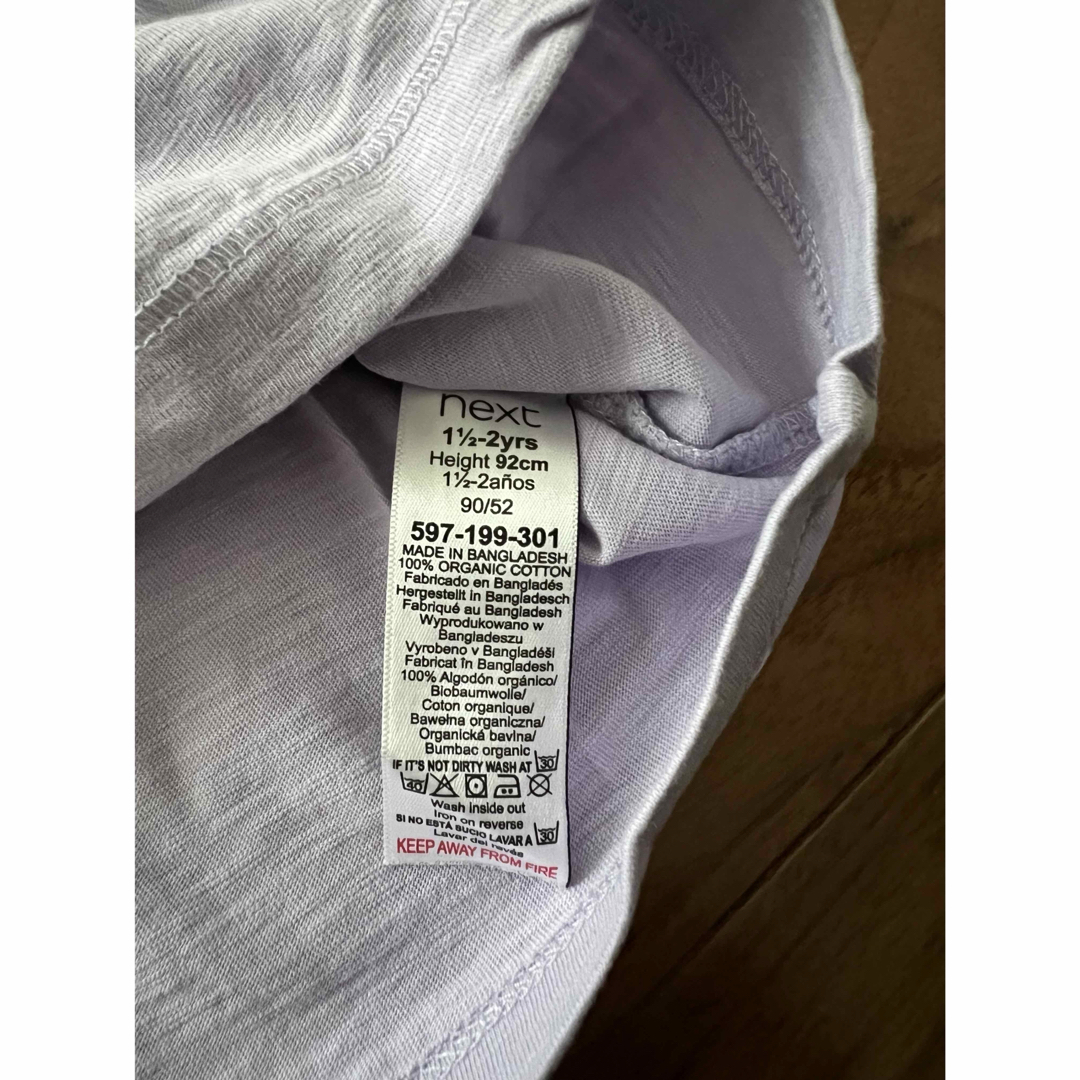 next
1½-2yrs
Height 92cm
1½-2años
90/52
597-199-301
MADE IN BANGLADESH
100% ORGANIC COTTON
Fabricado en Bangladés
Hergestellt in Bangladesch
Fabriqué au Bangladesh
Wyprodukowano w
Bangladeszu
Vyrobeno v Bangladéši
Fabricat în Bangladesh
100% Algodón orgánico/
Biobaumwolle/
Coton organique/
Bawełna organiczna/
Organická bavlna/
Bumbac organic
IF IT'S NOT DIRTY WASH AT 30
40
Wash inside out
Iron on reverse
SI NO ESTÁ SUCIO LAVAR A 30
Lavar del revés
KEEP AWAY FROM FIRE